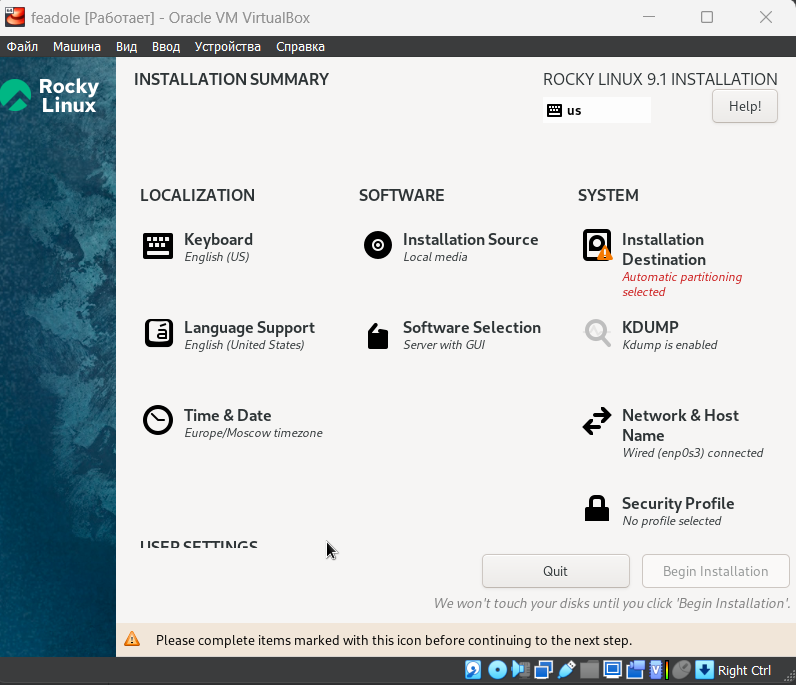 feadole [Работает] - Oracle VM VirtualBox
Файл Машина Вид Ввод Устройства Справка
Rocky
Linux
INSTALLATION SUMMARY
ROCKY LINUX 9.1 INSTALLATION
us
Help!
LOCALIZATION
Keyboard
English (US)
Language Support
English (United States)
Time & Date
Europe/Moscow timezone
SOFTWARE
Installation Source
Local media
Software Selection
Server with GUI
SYSTEM
Installation
Destination
Automatic partitioning
selected
KDUMP
Kdump is enabled
Network & Host
Name
Wired (enp0s3) connected
Security Profile
No profile selected
USER SETTINGS
Quit
Begin Installation
We won't touch your disks until you click 'Begin Installation'.
Please complete items marked with this icon before continuing to the next step.
Right Ctrl